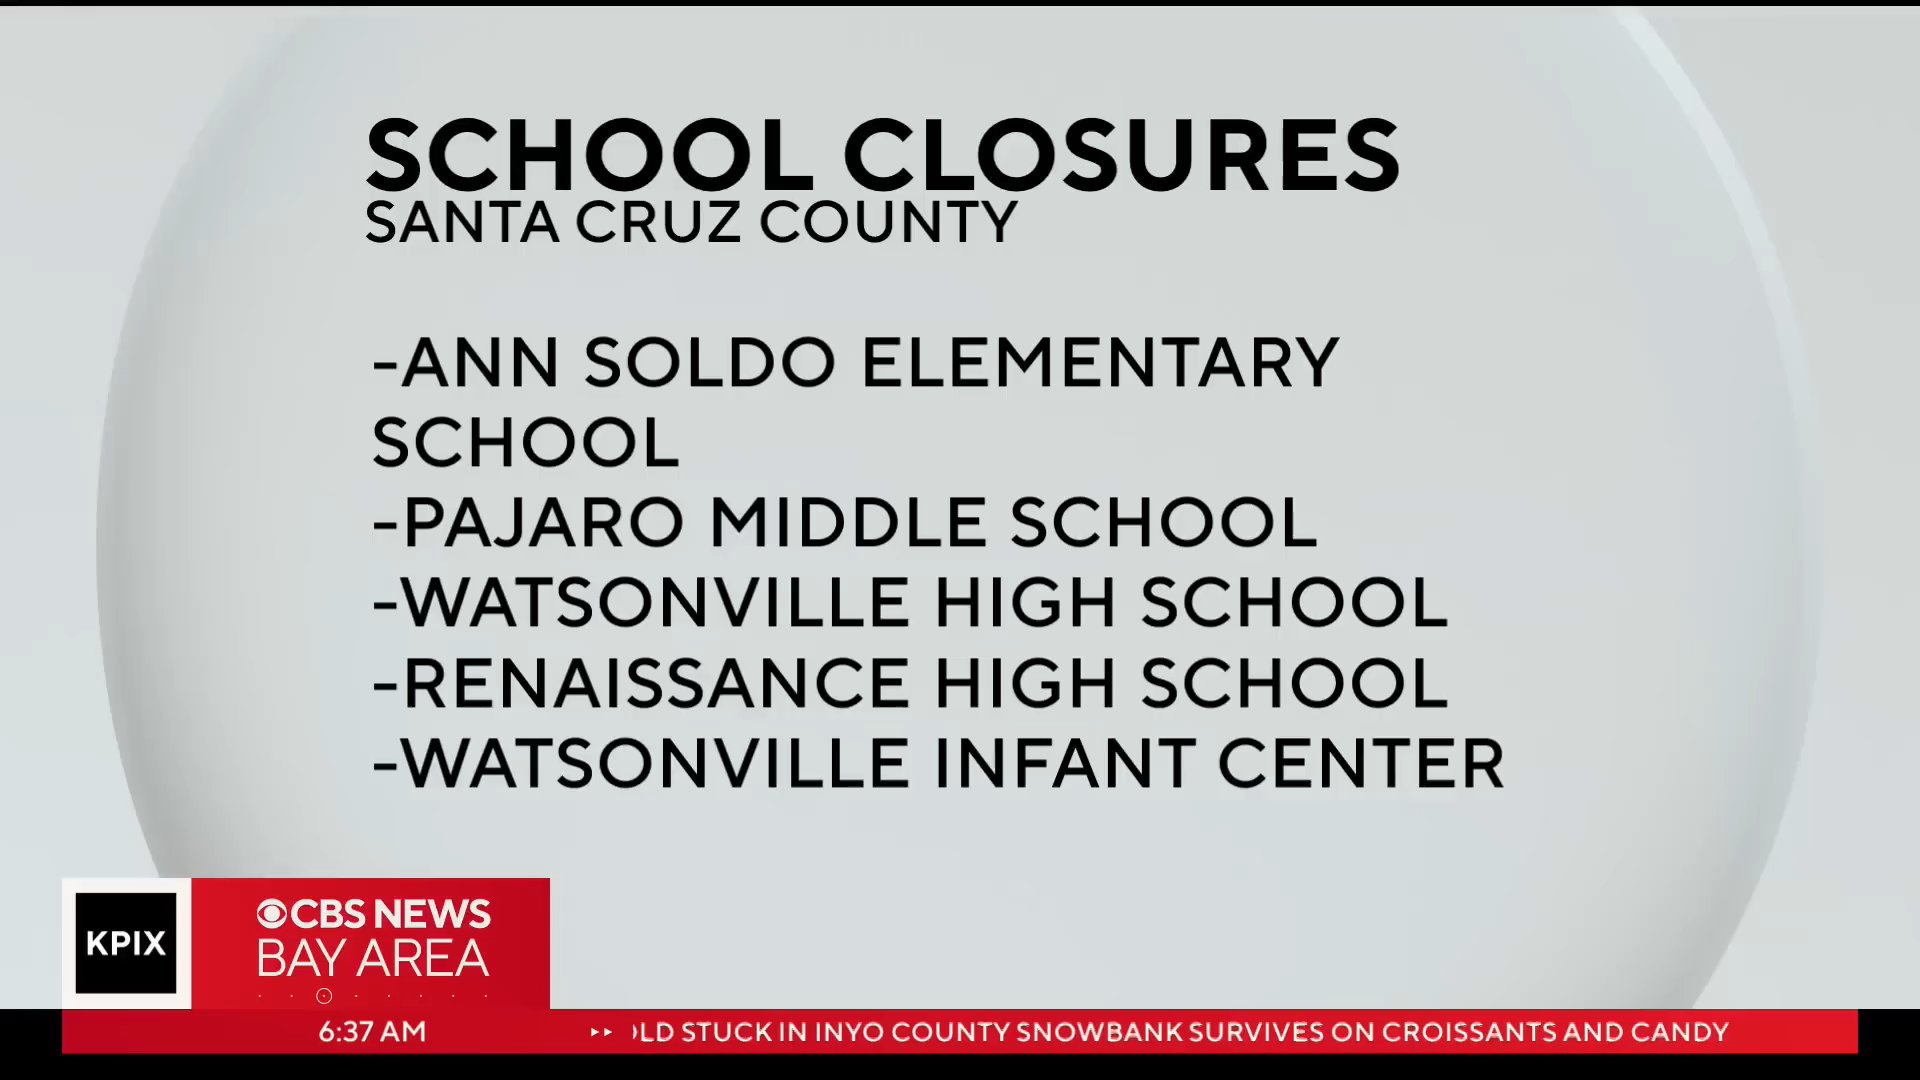 SCHOOL CLOSURES
SANTA CRUZ COUNTY
-ANN SOLDO ELEMENTARY
SCHOOL
-PAJARO MIDDLE SCHOOL
-WATSONVILLE HIGH SCHOOL
-RENAISSANCE HIGH SCHOOL
-WATSONVILLE INFANT CENTER
KPIX
CBS NEWS
BAY AREA
6:37 AM
STUCK IN INYO COUNTY SNOWBANK SURVIVES ON CROISSANTS AND CANDY